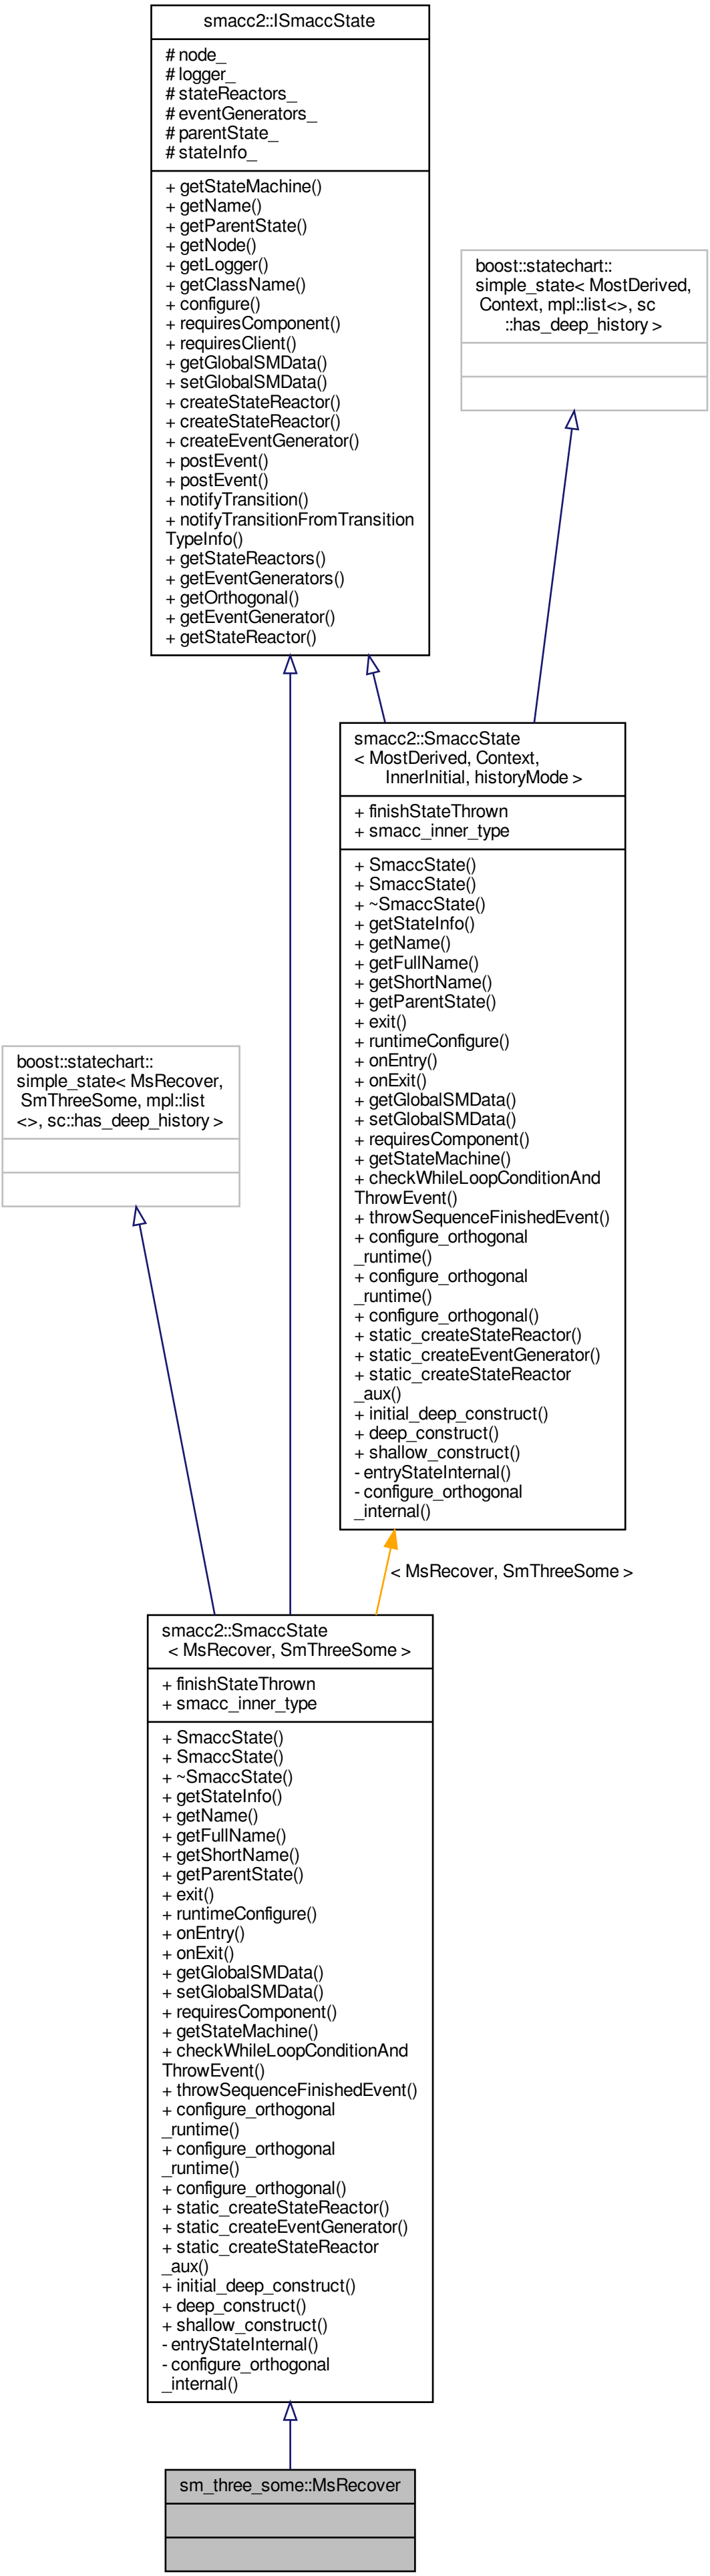 smacc2::ISmaccState
# node_
# logger_
# stateReactors_
# eventGenerators_
# parentState_
# stateInfo_
+ getStateMachine()
+ getName()
+ getParentState()
+ getNode()
+ getLogger()
+ getClassName()
+ configure()
+ requiresComponent()
+ requiresClient()
+ getGlobalSMData()
+ setGlobalSMData()
+ createStateReactor()
+ createStateReactor()
+ createEventGenerator()
+ postEvent()
+ postEvent()
+ notifyTransition()
+ notifyTransitionFromTransition
TypeInfo()
+ getStateReactors()
+ getEventGenerators()
+ getOrthogonal()
+ getEventGenerator()
+ getStateReactor()
boost::statechart::
simple_state< MostDerived,
Context, mpl::list<>, sc
::has_deep_history >
smacc2::SmaccState
< MostDerived, Context,
InnerInitial, historyMode >
+ finishStateThrown
+ smacc_inner_type
+ SmaccState()
+ SmaccState()
+ ~SmaccState()
+ getStateInfo()
+ getName()
+ getFullName()
+ getShortName()
+ getParentState()
+ exit()
+ runtimeConfigure()
+ onEntry()
+ onExit()
+ getGlobalSMData()
+ setGlobalSMData()
+ requiresComponent()
+ getStateMachine()
+ checkWhileLoopConditionAnd
ThrowEvent()
+ throwSequenceFinishedEvent()
+ configure_orthogonal
_runtime()
+ configure_orthogonal
_runtime()
+ configure_orthogonal()
+ static_createStateReactor()
+ static_createEventGenerator()
+ static_createStateReactor
_aux()
+ initial_deep_construct()
+ deep_construct()
+ shallow_construct()
- entryStateInternal()
- configure_orthogonal
_internal()
boost::statechart::
simple_state< MsRecover,
SmThreeSome, mpl::list
<>, sc::has_deep_history >
< MsRecover, SmThreeSome >
smacc2::SmaccState
< MsRecover, SmThreeSome >
+ finishStateThrown
+ smacc_inner_type
+ SmaccState()
+ SmaccState()
+ ~SmaccState()
+ getStateInfo()
+ getName()
+ getFullName()
+ getShortName()
+ getParentState()
+ exit()
+ runtimeConfigure()
+ onEntry()
+ onExit()
+ getGlobalSMData()
+ setGlobalSMData()
+ requiresComponent()
+ getStateMachine()
+ checkWhileLoopConditionAnd
ThrowEvent()
+ throwSequenceFinishedEvent()
+ configure_orthogonal
_runtime()
+ configure_orthogonal
_runtime()
+ configure_orthogonal()
+ static_createStateReactor()
+ static_createEventGenerator()
+ static_createStateReactor
_aux()
+ initial_deep_construct()
+ deep_construct()
+ shallow_construct()
- entryStateInternal()
- configure_orthogonal
_internal()
sm_three_some::MsRecover